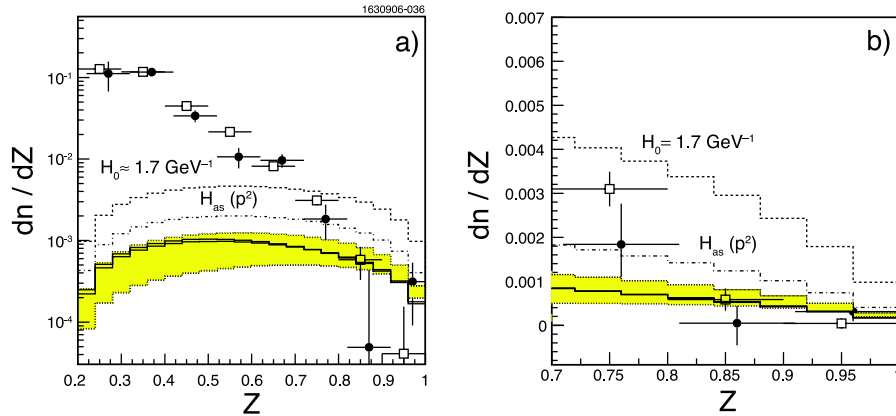 1630906-036
a)
10⁻¹
10⁻²
10⁻³
10⁻⁴
dn / dZ
H₀≈ 1.7 GeV⁻¹
Hₐₛ (p²)
0.2 0.3 0.4 0.5 0.6 0.7 0.8 0.9 1
Z
b)
0.007
0.006
0.005
0.004
0.003
0.002
0.001
0
dn / dZ
H₀= 1.7 GeV⁻¹
Hₐₛ (p²)
0.7 0.75 0.8 0.85 0.9 0.95 1
Z